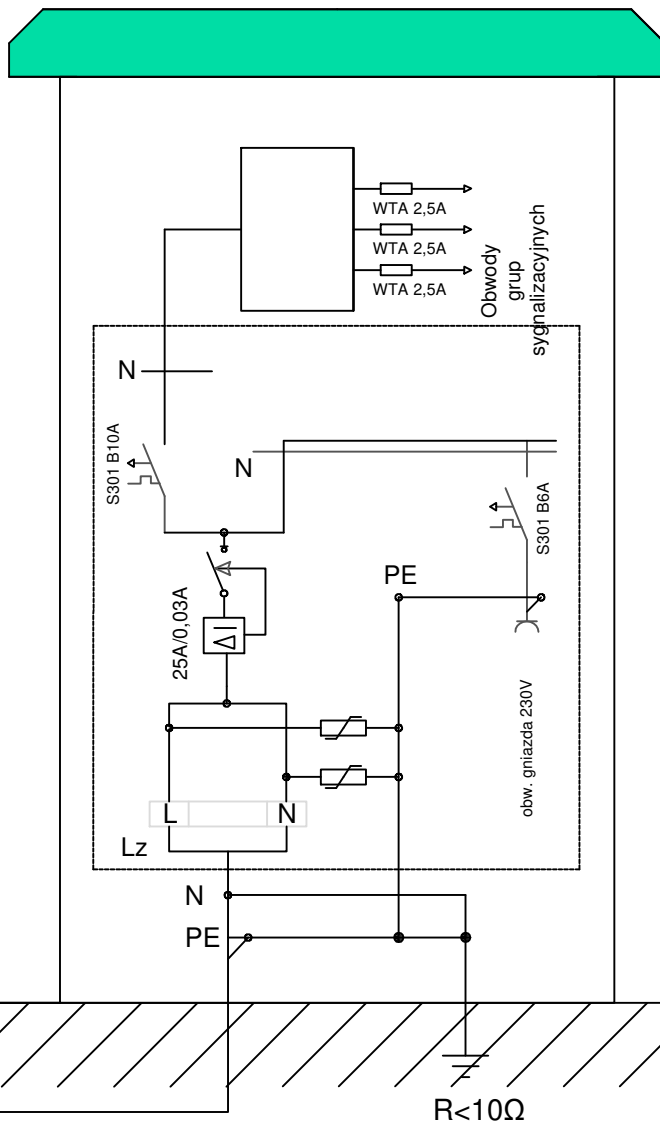 WTA 2,5A
WTA 2,5A
WTA 2,5A
Obwody
grup
sygnalizacyjnych
N
S301 B10A
N
S301 B6A
PE
25A/0,03A
ΔI
obw. gniazda 230V
L
N
Lz
N
PE
R<10Ω